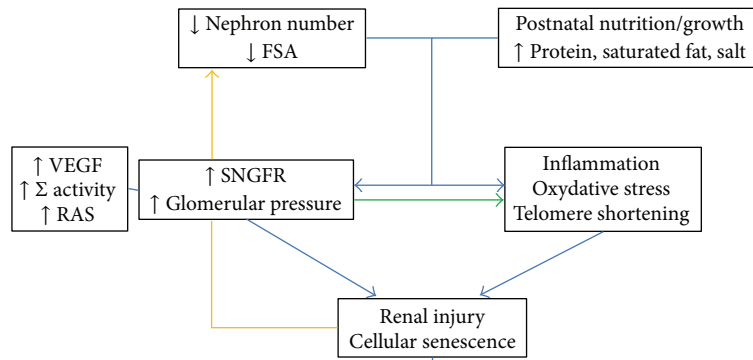 ↓ Nephron number
↓ FSA
Postnatal nutrition/growth
↑ Protein, saturated fat, salt
↑ VEGF
↑ Σ activity
↑ RAS
↑ SNGFR
↑ Glomerular pressure
Inflammation
Oxydative stress
Telomere shortening
Renal injury
Cellular senescence